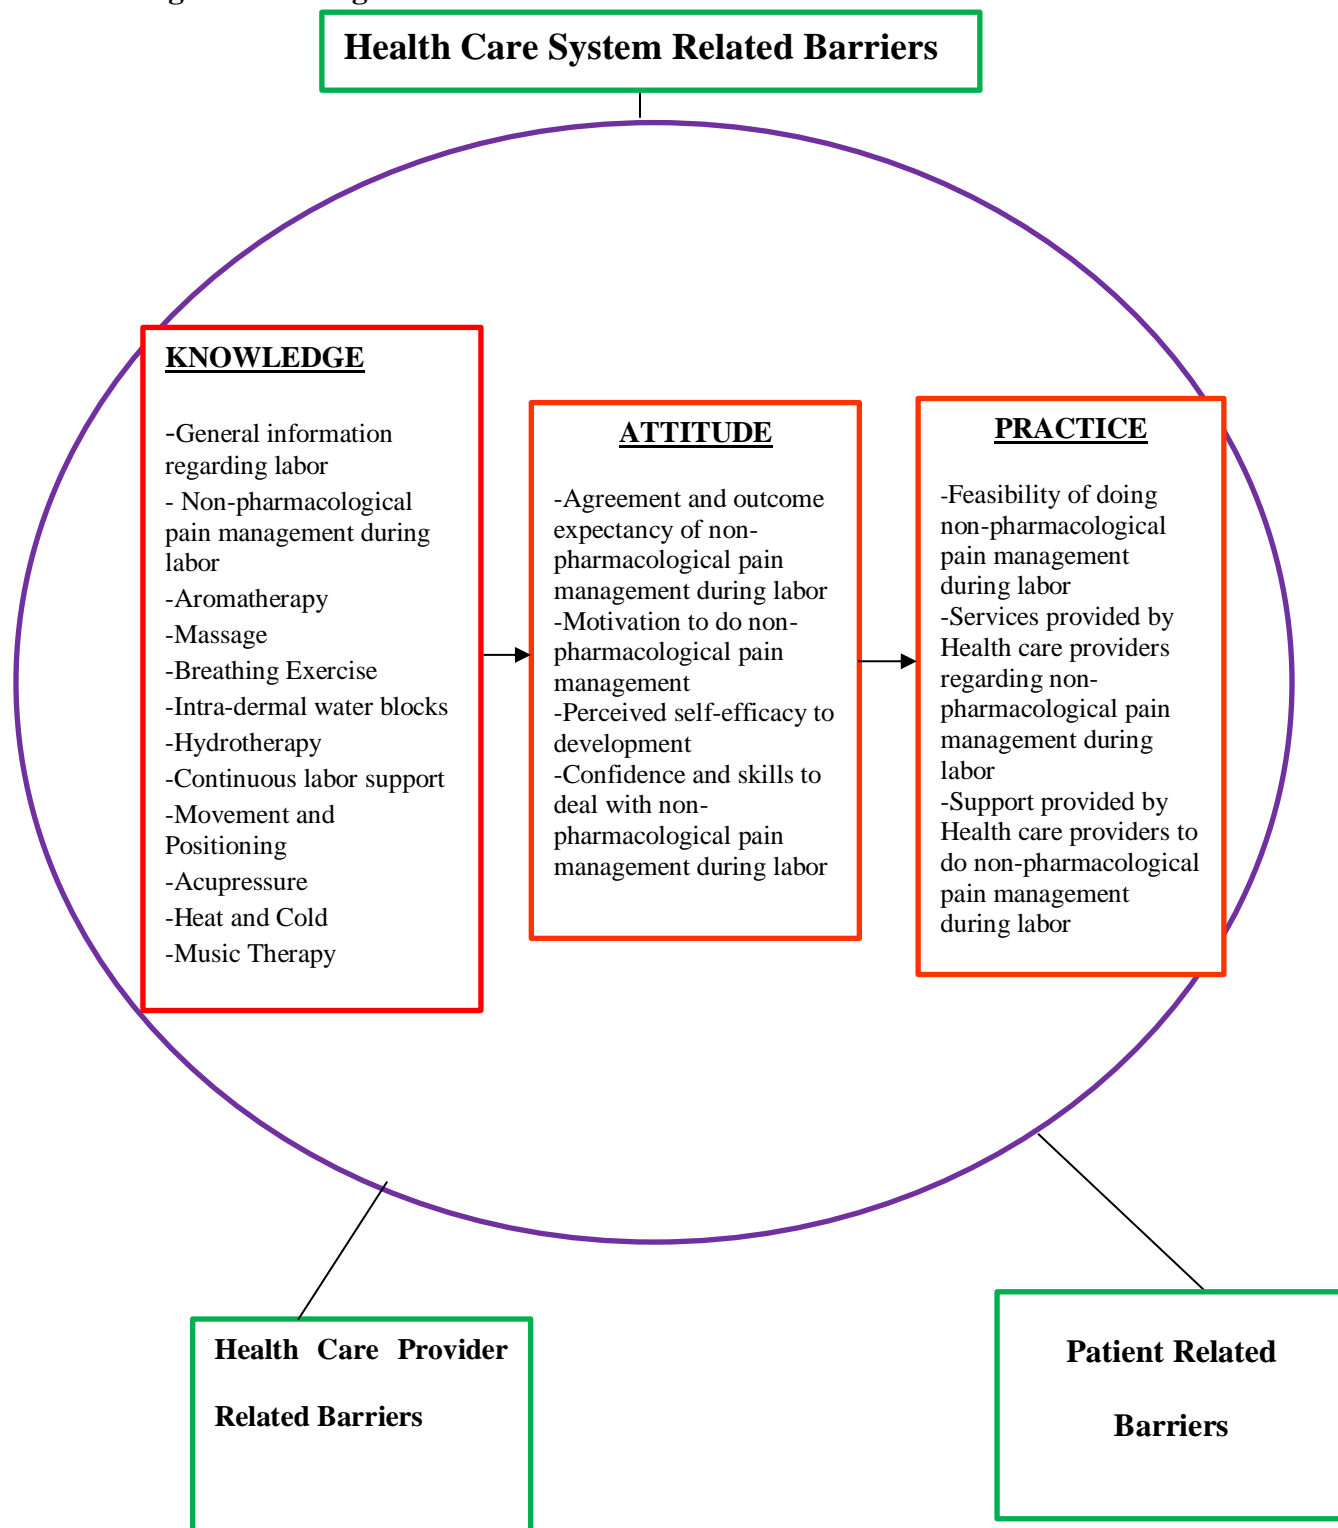 Health Care System Related Barriers
KNOWLEDGE
-General information
regarding labor
- Non-pharmacological
pain management during
labor
-Aromatherapy
-Massage
-Breathing Exercise
-Intra-dermal water blocks
-Hydrotherapy
-Continuous labor support
-Movement and
Positioning
-Acupressure
-Heat and Cold
-Music Therapy
ATTITUDE
-Agreement and outcome
expectancy of non-
pharmacological pain
management during labor
-Motivation to do non-
pharmacological pain
management
-Perceived self-efficacy to
development
-Confidence and skills to
deal with non-
pharmacological pain
management during labor
PRACTICE
-Feasibility of doing
non-pharmacological
pain management
during labor
-Services provided by
Health care providers
regarding non-
pharmacological pain
management during
labor
-Support provided by
Health care providers to
do non-pharmacological
pain management
during labor
Health Care Provider
Related Barriers
Patient Related
Barriers